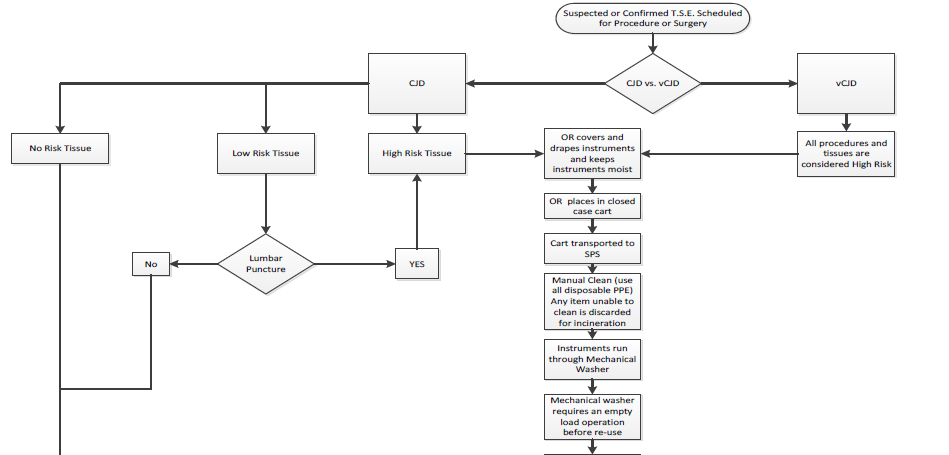 Suspected or Confirmed T.S.E. Scheduled
for Procedure or Surgery
CJD
CJD vs. vCJD
vCJD
No Risk Tissue
Low Risk Tissue
High Risk Tissue
OR covers and
drapes instruments
and keeps
instruments moist
All procedures and
tissues are
considered High Risk
OR places in closed
case cart
Cart transported to
SPS
No
Lumbar
Puncture
YES
Manual Clean (use
all disposable PPE)
Any item unable to
clean is discarded
for incineration
Instruments run
through Mechanical
Washer
Mechanical washer
requires an empty
load operation
before re-use